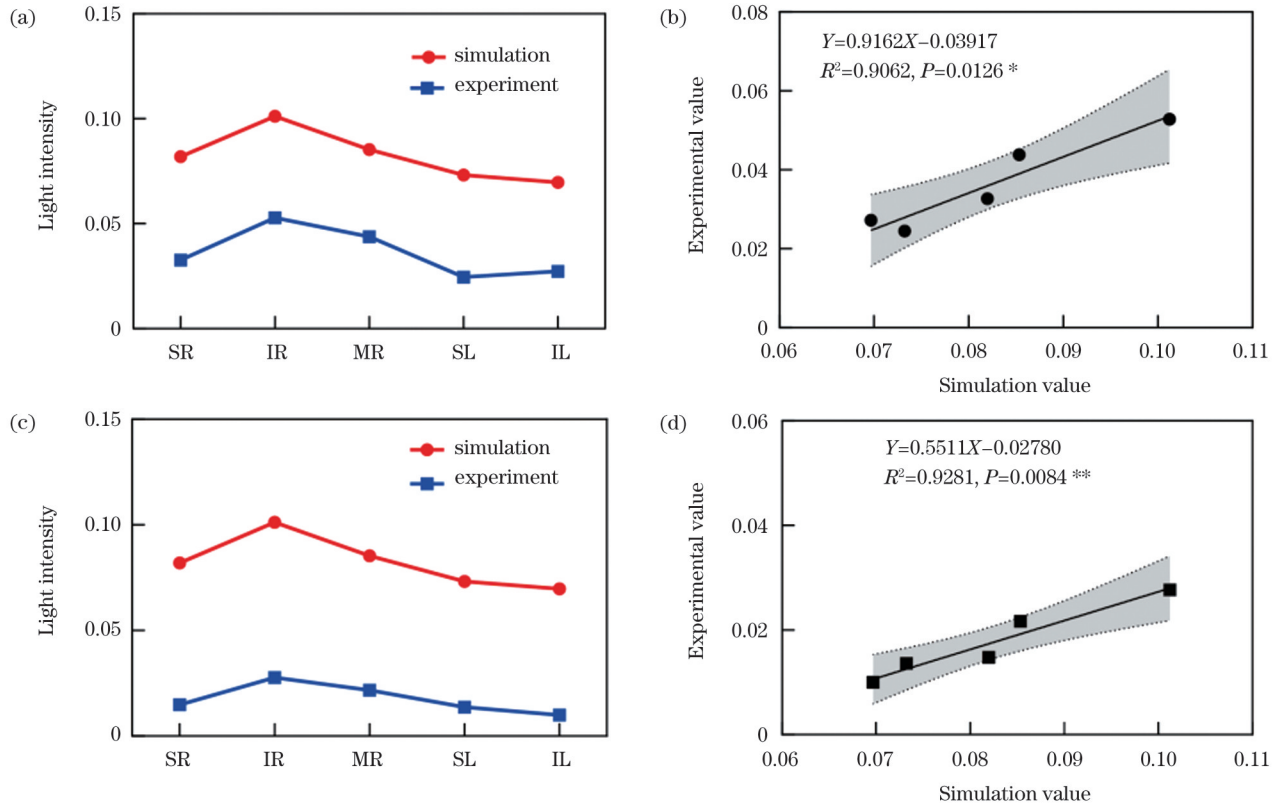 (a)
0.15
0.10
0.05
0
Light intensity
simulation
experiment
SR IR MR SL IL
(b)
0.08
0.06
0.04
0.02
0
Experimental value
Y=0.9162X−0.03917
R²=0.9062, P=0.0126 *
0.06 0.07 0.08 0.09 0.10 0.11
Simulation value
(c)
0.15
0.10
0.05
0
Light intensity
simulation
experiment
SR IR MR SL IL
(d)
0.06
0.04
0.02
0
Experimental value
Y=0.5511X−0.02780
R²=0.9281, P=0.0084 **
0.06 0.07 0.08 0.09 0.10 0.11
Simulation value